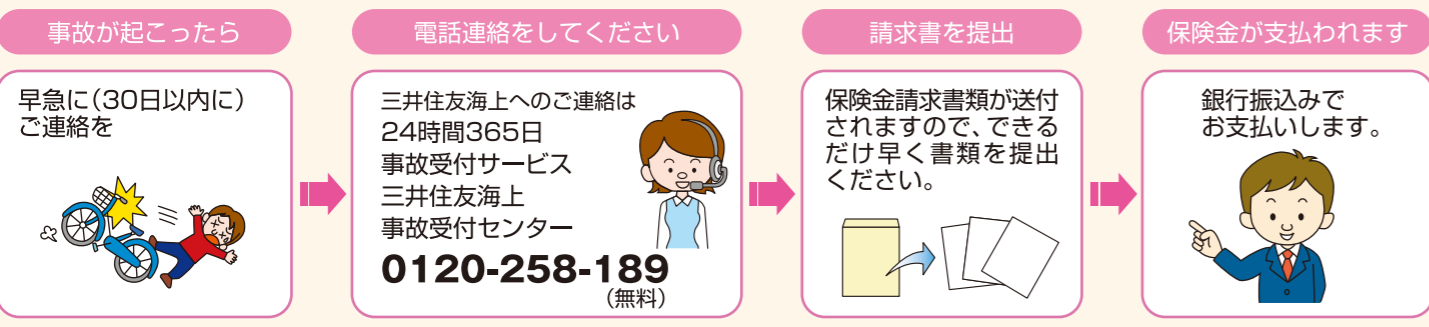 事故が起こったら
早急に(30日以内に)
ご連絡を
電話連絡をしてください
三井住友海上へのご連絡は
24時間365日
事故受付サービス
三井住友海上
事故受付センター
0120-258-189
(無料)
請求書を提出
保険金請求書類が送付
されますので、できる
だけ早く書類を提出
ください。
保険金が支払われます
銀行振込みで
お支払いします。